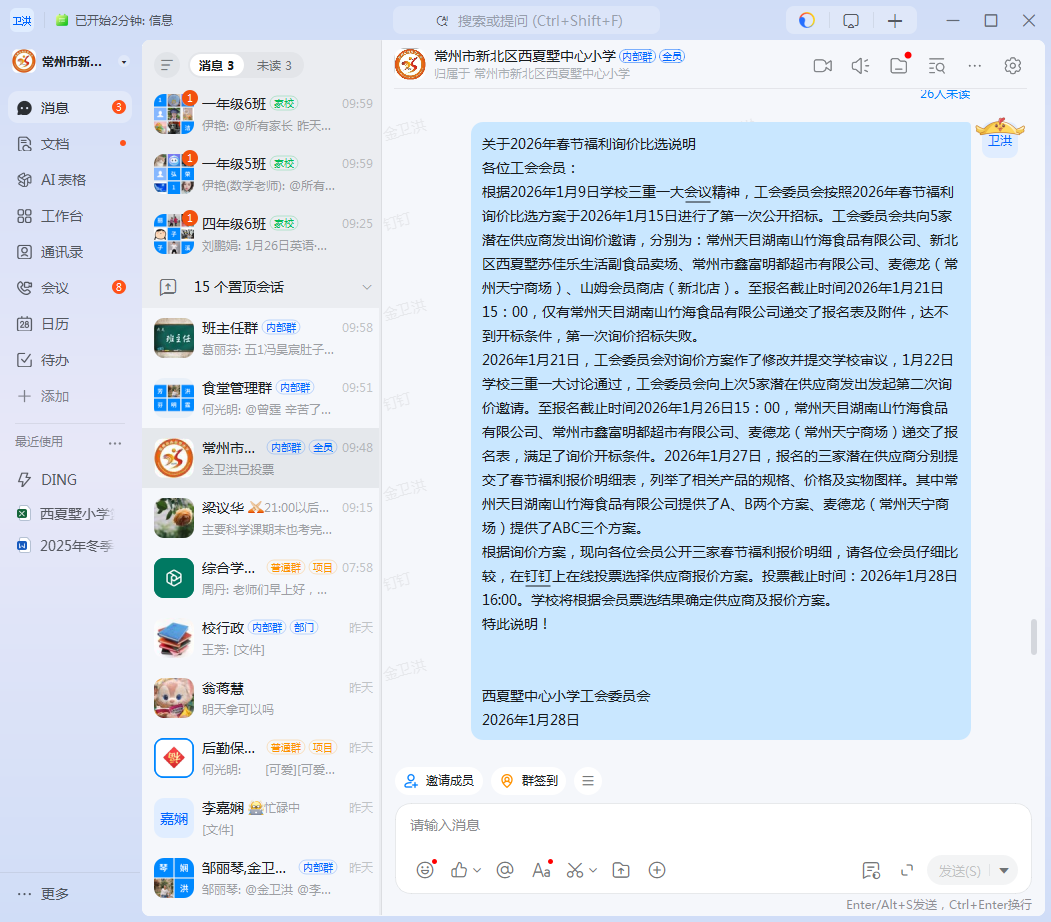 卫洪
已开始2分钟: 信息
搜索或提问 (Ctrl+Shift+F)
常州市新...
消息
3
文档
AI 表格
工作台
通讯录
会议
8
28
日历
待办
添加
最近使用
DING
西夏墅小学
2025年冬季
更多
消息 3
未读 3
1
一年级6班
家校
09:59
伊艳: @所有家长 昨天...
1
一年级5班
家校
09:59
伊艳(数学老师): @所有...
1
四年级6班
家校
09:25
刘鹏娟: 1月26日英语·...
15 个置顶会话
班主任
班主任群
内部群
09:58
葛丽芬: 五1冯昊宸肚子...
食堂管理群
内部群
09:51
何光明: @曾霆 辛苦了...
常州市...
内部群
全员
09:48
金卫洪已投票
梁议华
21:00以后...
09:15
主要科学课期末也考完...
综合学...
普通群
项目
07:58
周丹: 老师们早上好，...
校行政
内部群
部门
昨天
王芳: [文件]
翁蒋慧
昨天
明天拿可以吗
福
后勤保...
普通群
项目
昨天
何光明: [可爱][可爱...
嘉娴
李嘉娴
忙碌中
昨天
[文件]
琴
娴
洪
邹丽琴,金卫...
内部群
昨天
邹丽琴: @金卫洪 @李...
常州市新北区西夏墅中心小学
内部群
全员
归属于 常州市新北区西夏墅中心小学
26人未读
卫洪
关于2026年春节福利询价比选说明
各位工会会员：
根据2026年1月9日学校三重一大会议精神，工会委员会按照2026年春节福利
询价比选方案于2026年1月15日进行了第一次公开招标。工会委员会共向5家
潜在供应商发出询价邀请，分别为：常州天目湖南山竹海食品有限公司、新北
区西夏墅苏佳乐生活副食品卖场、常州市鑫富明都超市有限公司、麦德龙（常
州天宁商场）、山姆会员商店（新北店）。至报名截止时间2026年1月21日
15：00，仅有常州天目湖南山竹海食品有限公司递交了报名表及附件，达不
到开标条件，第一次询价招标失败。
2026年1月21日，工会委员会对询价方案作了修改并提交学校审议，1月22日
学校三重一大讨论通过，工会委员会向上次5家潜在供应商发出发起第二次询
价邀请。至报名截止时间2026年1月26日15：00，常州天目湖南山竹海食品
有限公司、常州市鑫富明都超市有限公司、麦德龙（常州天宁商场）递交了报
名表，满足了询价开标条件。2026年1月27日，报名的三家潜在供应商分别提
交了春节福利报价明细表，列举了相关产品的规格、价格及实物图样。其中常
州天目湖南山竹海食品有限公司提供了A、B两个方案、麦德龙（常州天宁商
场）提供了ABC三个方案。
根据询价方案，现向各位会员公开三家春节福利报价明细，请各位会员仔细比
较，在钉钉上在线投票选择供应商报价方案。投票截止时间：2026年1月28日
16:00。学校将根据会员票选结果确定供应商及报价方案。
特此说明！
西夏墅中心小学工会委员会
2026年1月28日
金卫洪
钉钉
金卫洪
钉钉
金卫洪
钉钉
金卫洪
邀请成员
群签到
请输入消息
发送(S)
Enter/Alt+S发送，Ctrl+Enter换行